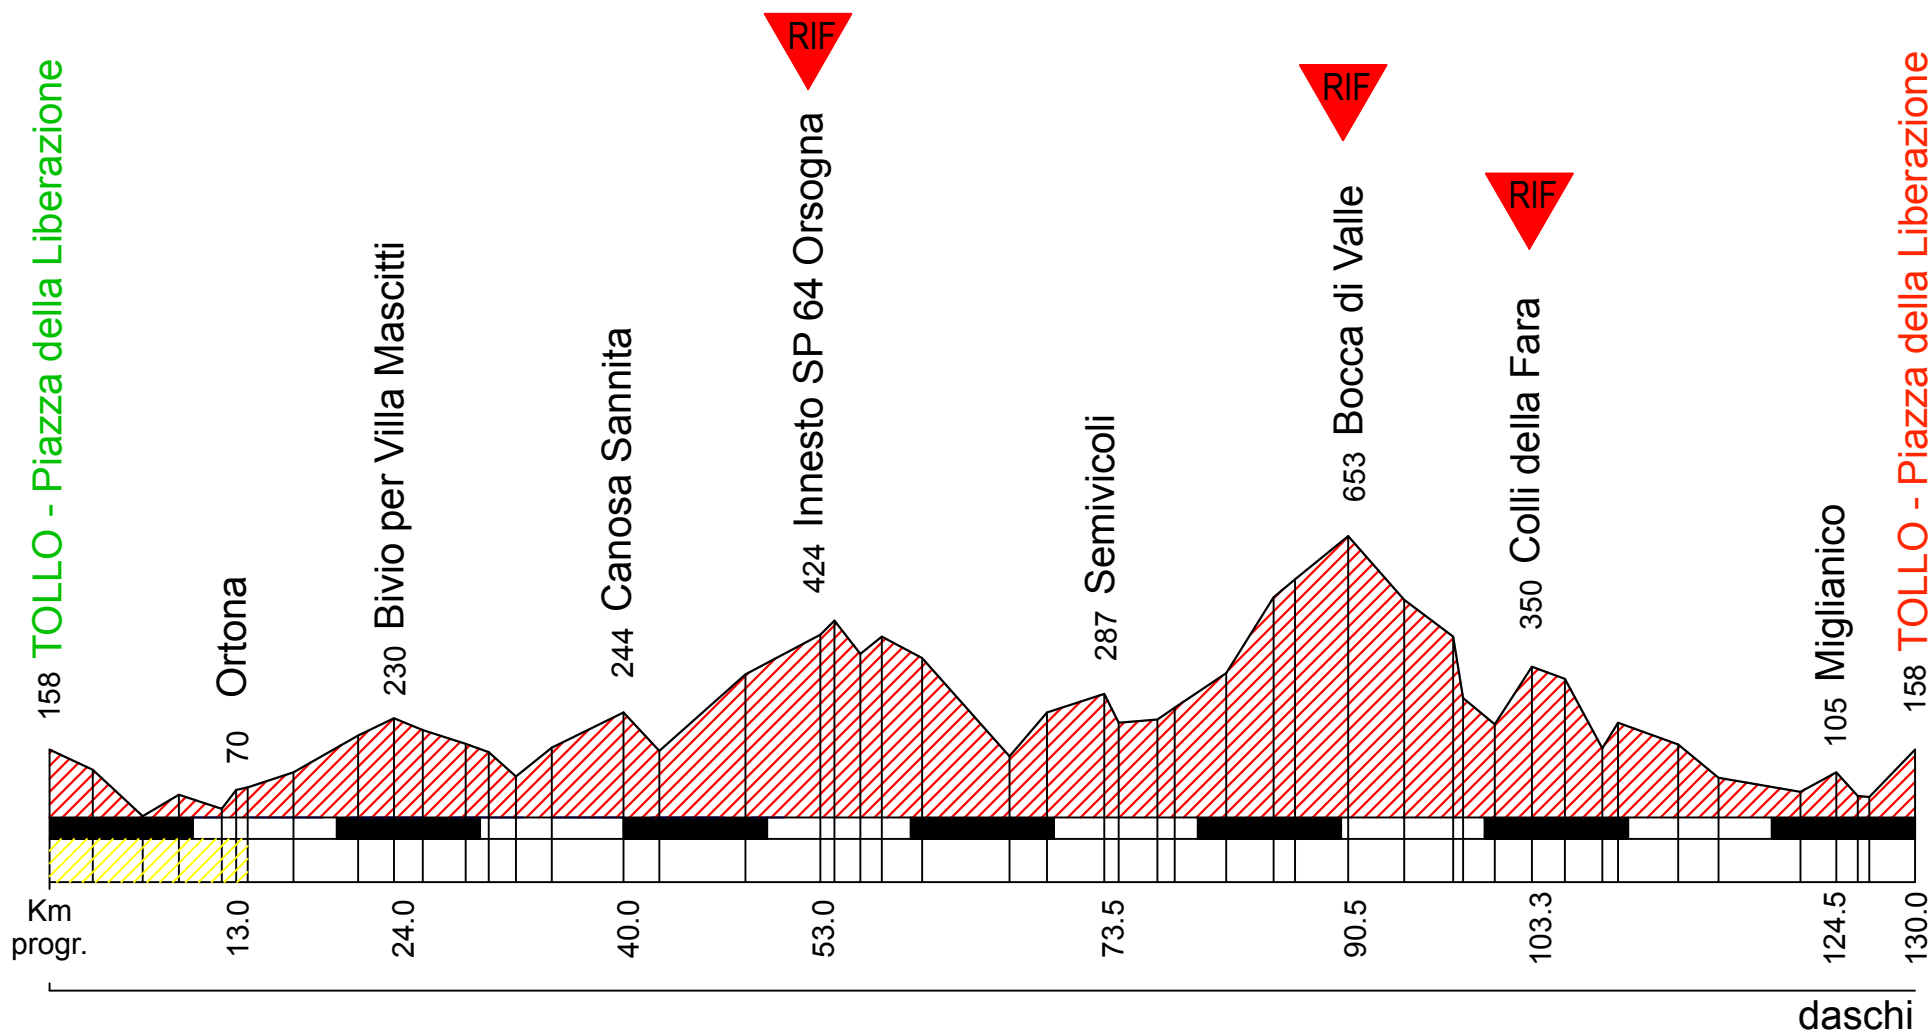 RIF
RIF
RIF
158 TOLLO - Piazza della Liberazione
70 Ortona
230 Bivio per Villa Mascitti
244 Canosa Sannita
424 Innesto SP 64 Orsogna
287 Semivicoli
653 Bocca di Valle
350 Colli della Fara
105 Miglianico
158 TOLLO - Piazza della Liberazione
Km
progr.
13.0
24.0
40.0
53.0
73.5
90.5
103.3
124.5
130.0
daschi